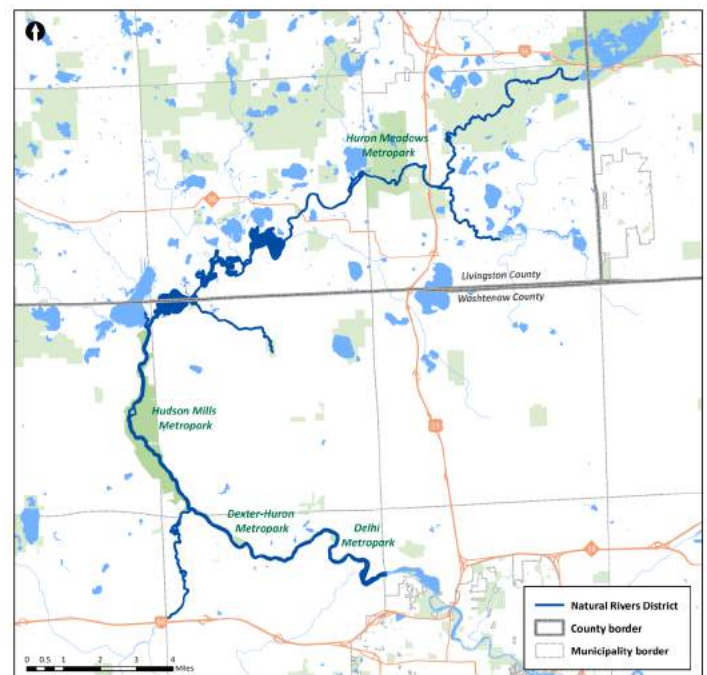 Huron Meadows
Metropark
Livingston County
Washtenaw County
Hudson Mills
Metropark
Dexter-Huron
Metropark
Delhi
Metropark
Natural Rivers District
County border
Municipality border
0 0.5 1 2 3 4
Miles